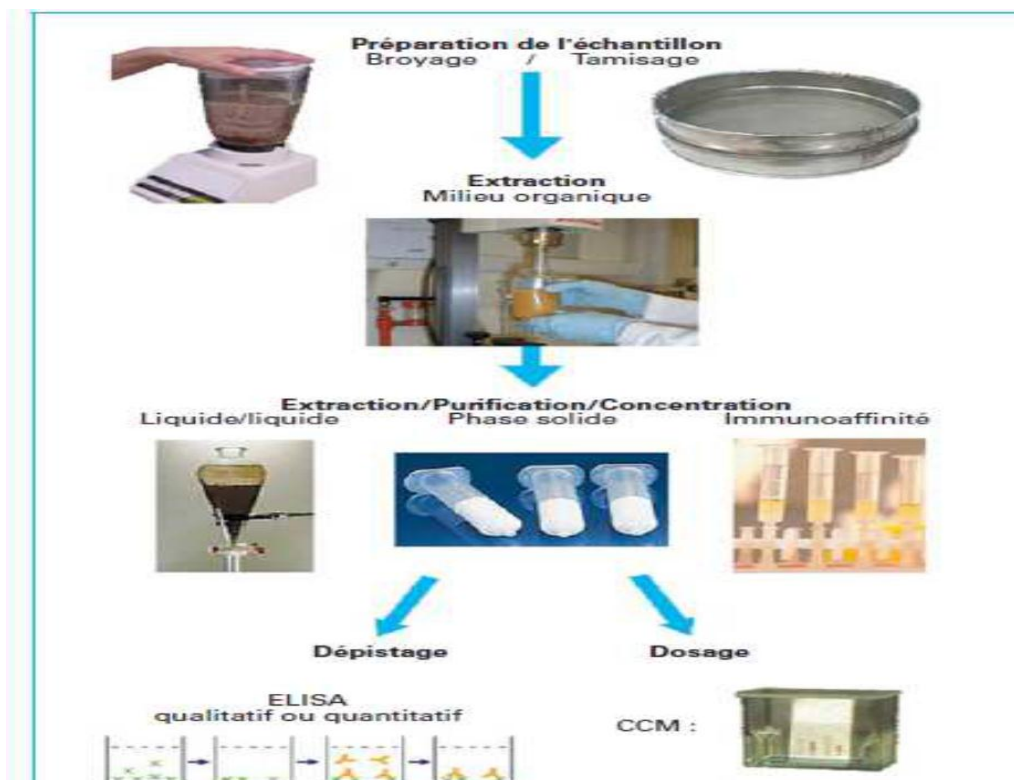 Préparation de l'échantillon
Broyage / Tamisage
Extraction
Milieu organique
Extraction/Purification/Concentration
Liquide/liquide Phase solide Immunoaffinité
Dépistage Dosage
ELISA
qualitatif ou quantitatif
CCM :